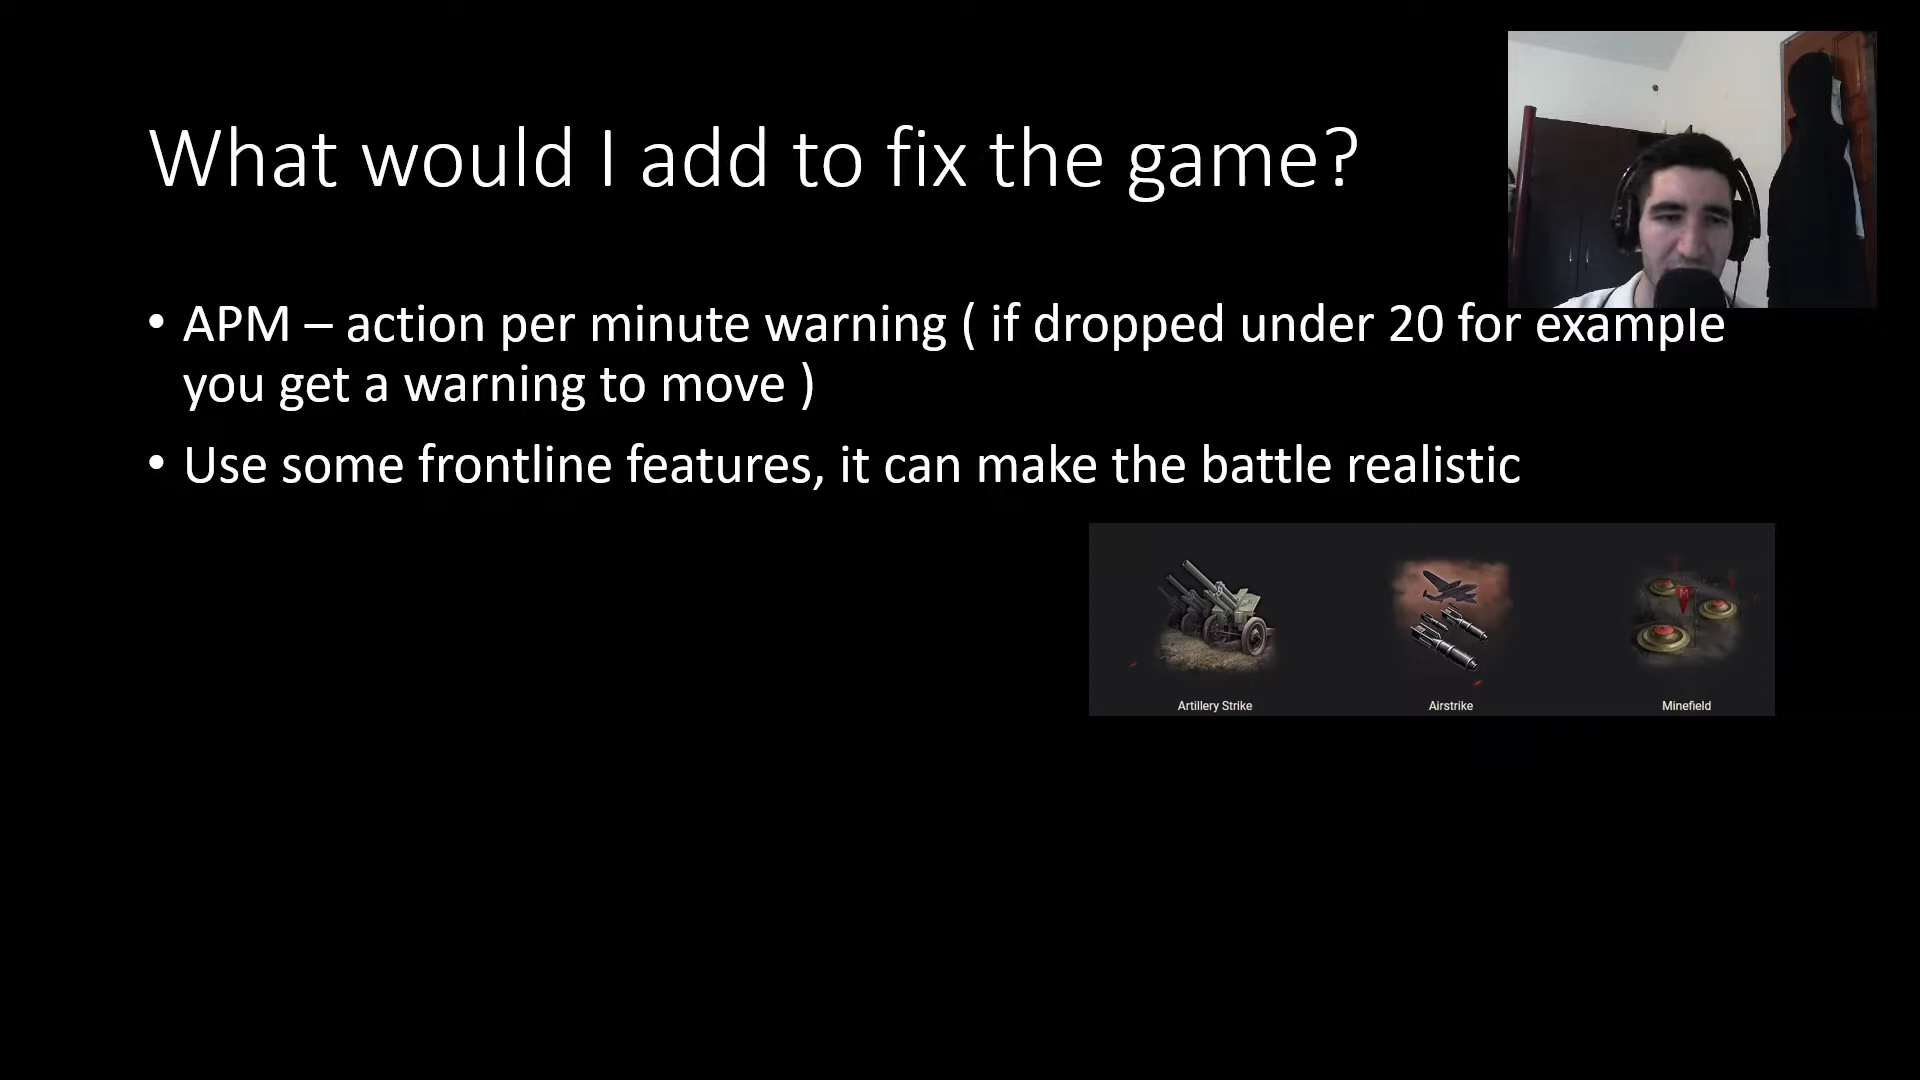 What would I add to fix the game?
• APM – action per minute warning ( if dropped under 20 for example
you get a warning to move )
• Use some frontline features, it can make the battle realistic
Artillery Strike
Airstrike
Minefield